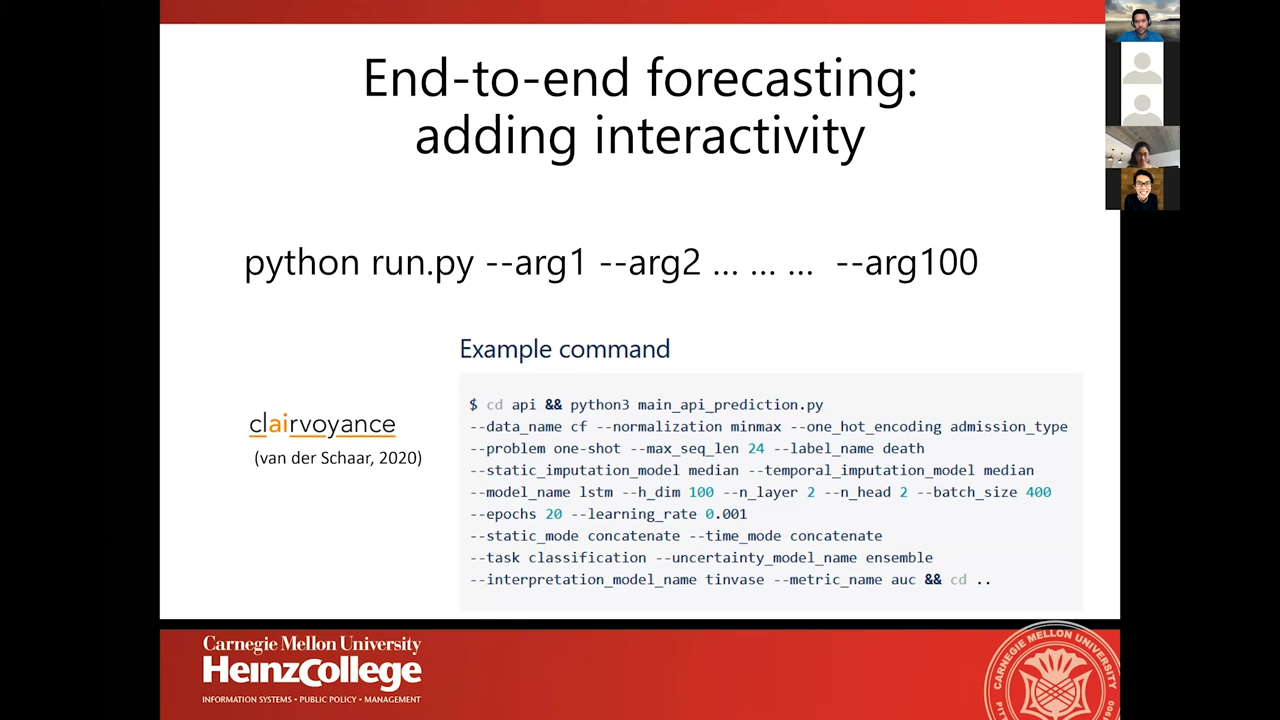 End-to-end forecasting:
adding interactivity
python run.py --arg1 --arg2 ... ... ... --arg100
Example command
$ cd api && python3 main_api_prediction.py
--data_name cf --normalization minmax --one_hot_encoding admission_type
--problem one-shot --max_seq_len 24 --label_name death
--static_imputation_model median --temporal_imputation_model median
--model_name lstm --h_dim 100 --n_layer 2 --n_head 2 --batch_size 400
--epochs 20 --learning_rate 0.001
--static_mode concatenate --time_mode concatenate
--task classification --uncertainty_model_name ensemble
--interpretation_model_name tinvase --metric_name auc && cd ..
clairvoyance
(van der Schaar, 2020)
Carnegie Mellon University
HeinzCollege
INFORMATION SYSTEMS • PUBLIC POLICY • MANAGEMENT
CARNEGIE MELLON UNIVERSITY